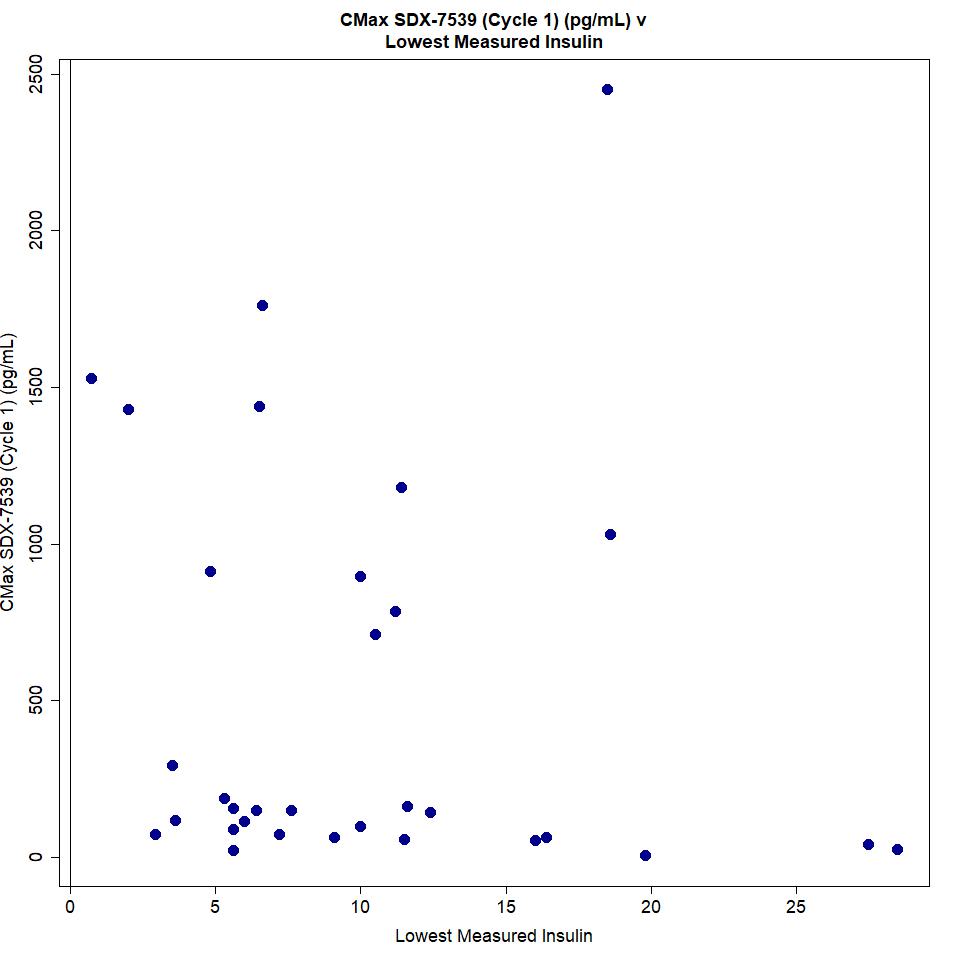 CMax SDX-7539 (Cycle 1) (pg/mL) v
Lowest Measured Insulin
CMax SDX-7539 (Cycle 1) (pg/mL)
2500
2000
1500
1000
500
0
0 5 10 15 20 25
Lowest Measured Insulin